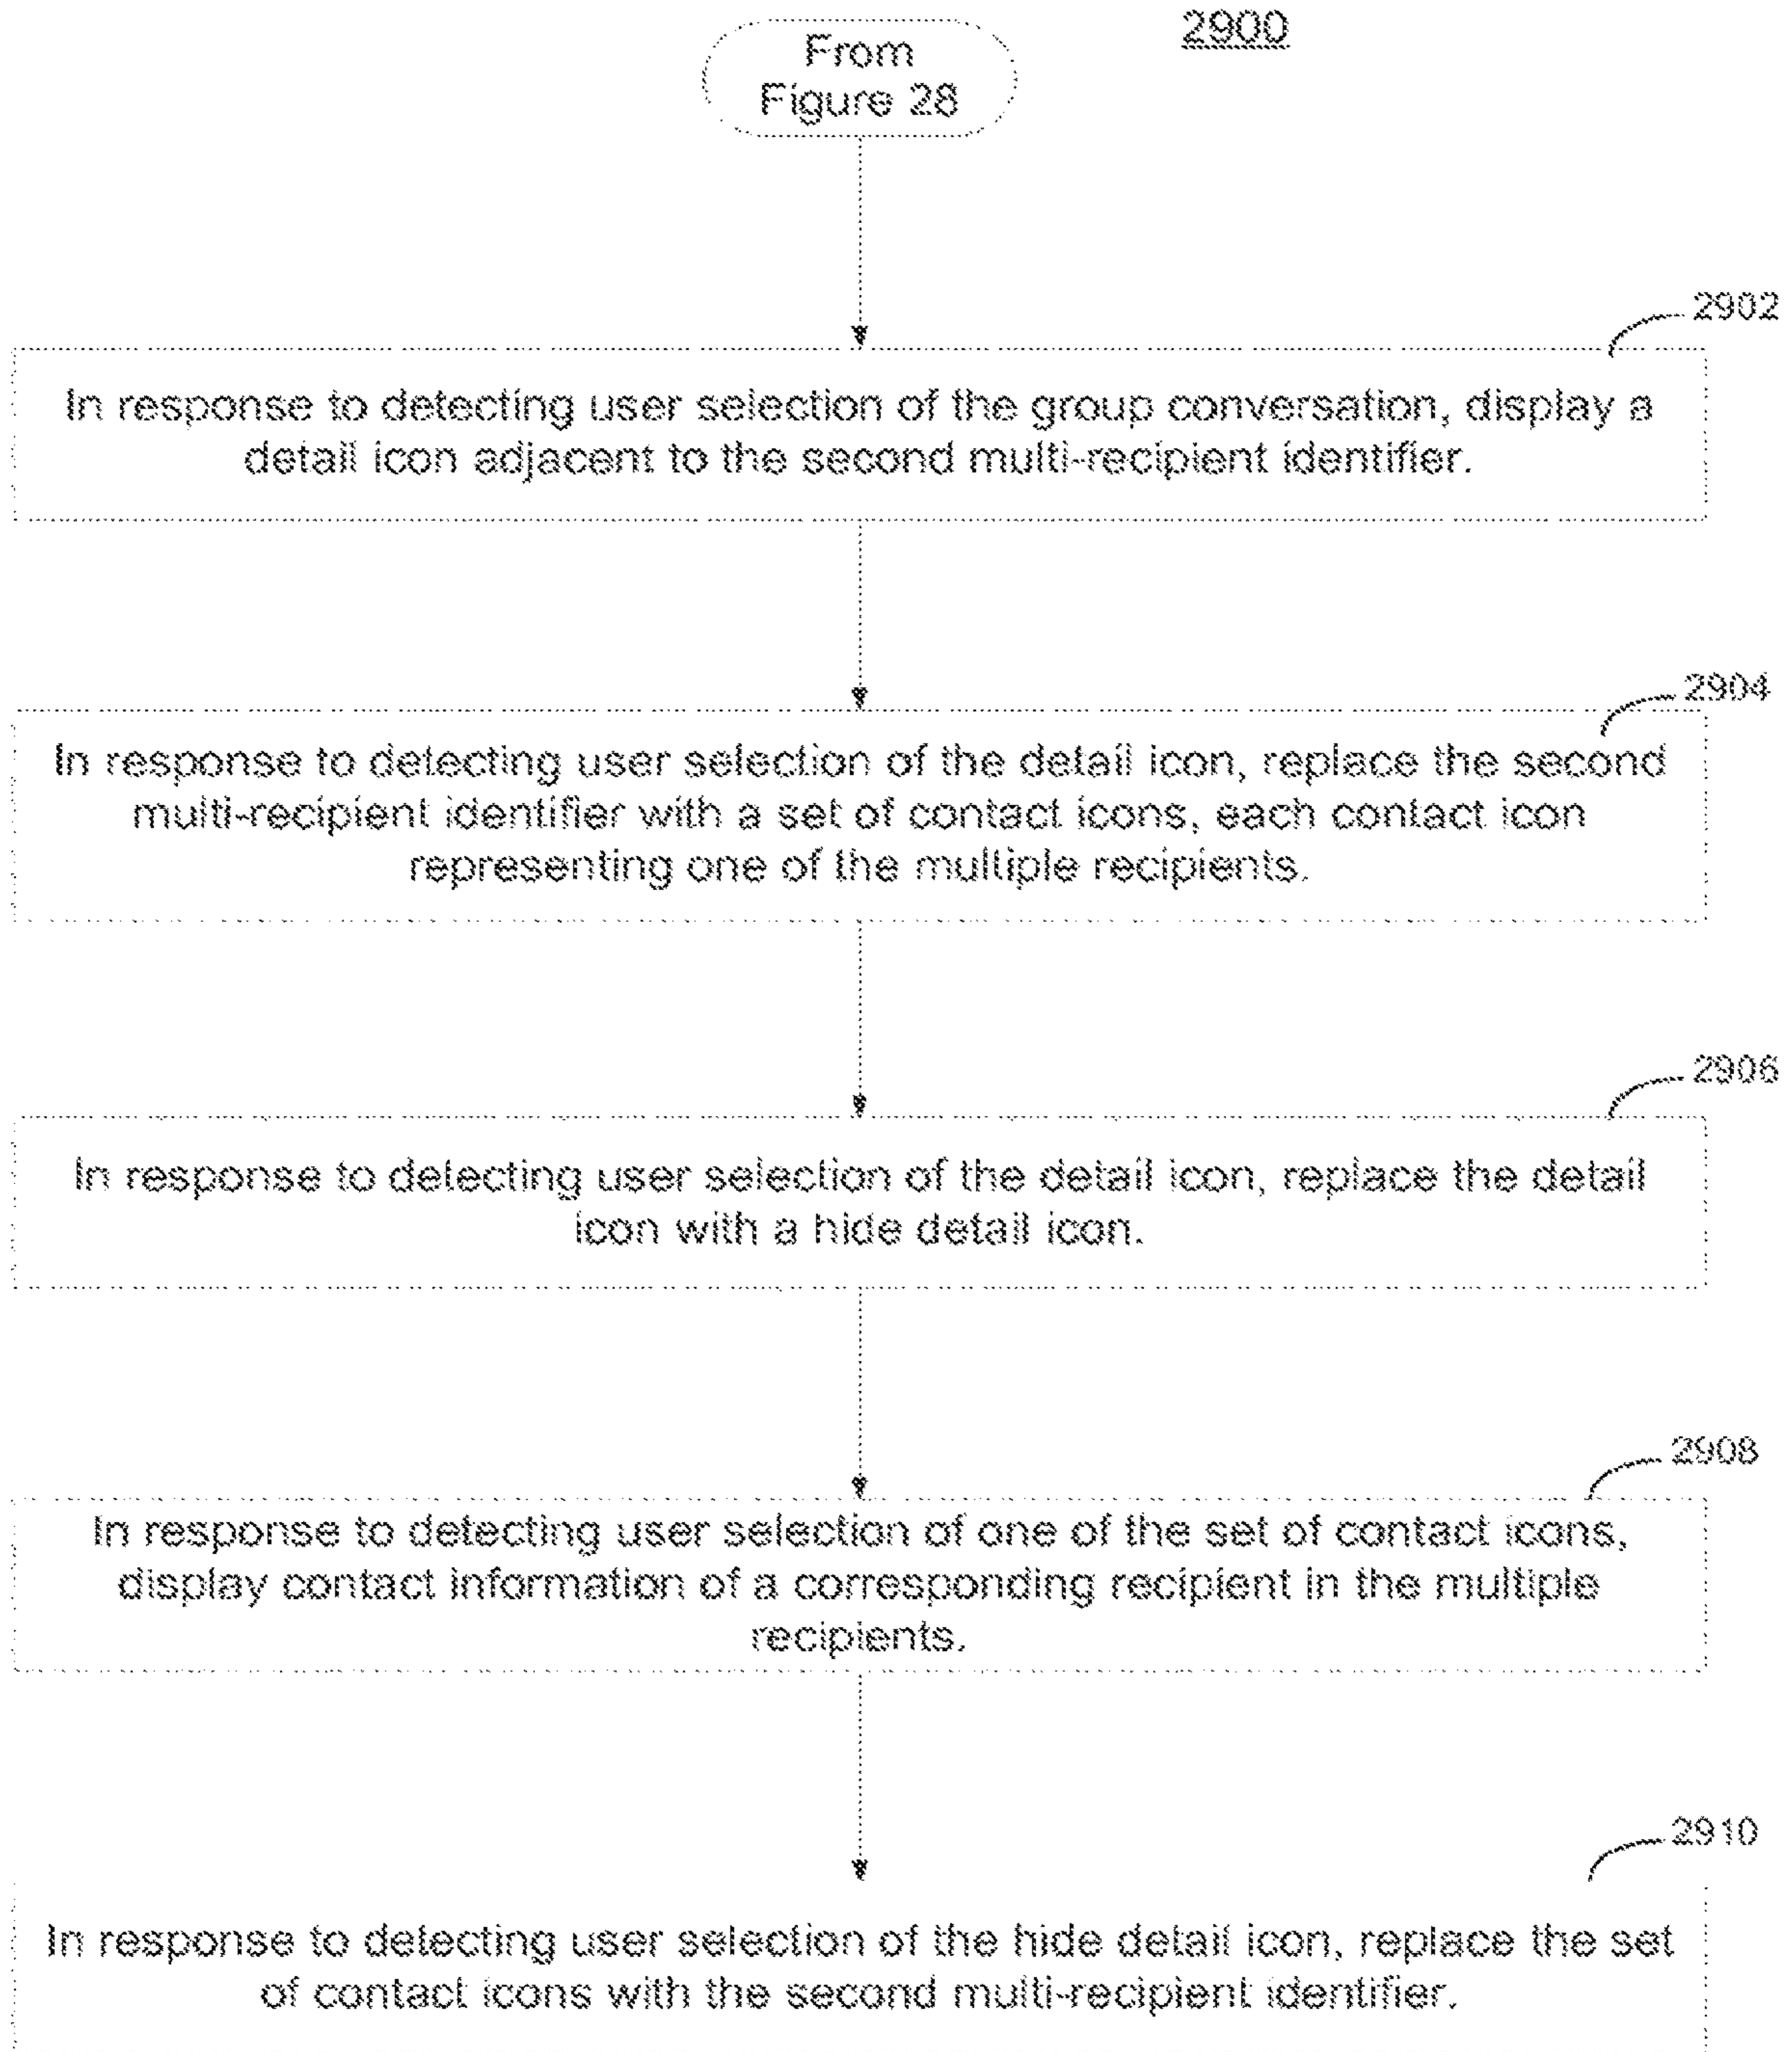 2900
From
Figure 28
2902
In response to detecting user selection of the group conversation, display a
detail icon adjacent to the second multi-recipient identifier.
2904
In response to detecting user selection of the detail icon, replace the second
multi-recipient identifier with a set of contact icons, each contact icon
representing one of the multiple recipients.
2906
In response to detecting user selection of the detail icon, replace the detail
icon with a hide detail icon.
2908
In response to detecting user selection of one of the set of contact icons,
display contact information of a corresponding recipient in the multiple
recipients.
2910
In response to detecting user selection of the hide detail icon, replace the set
of contact icons with the second multi-recipient identifier.